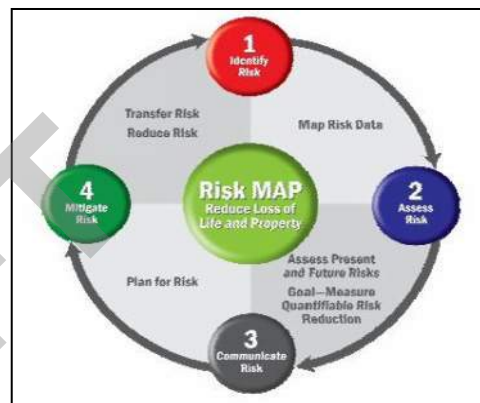 1
Identify
Risk
Transfer Risk
Reduce Risk
Map Risk Data
4
Mitigate
Risk
Risk MAP
Reduce Loss of
Life and Property
2
Assess
Risk
Plan for Risk
Assess Present
and Future Risks
Goal—Measure
Quantifiable Risk
Reduction
3
Communicate
Risk